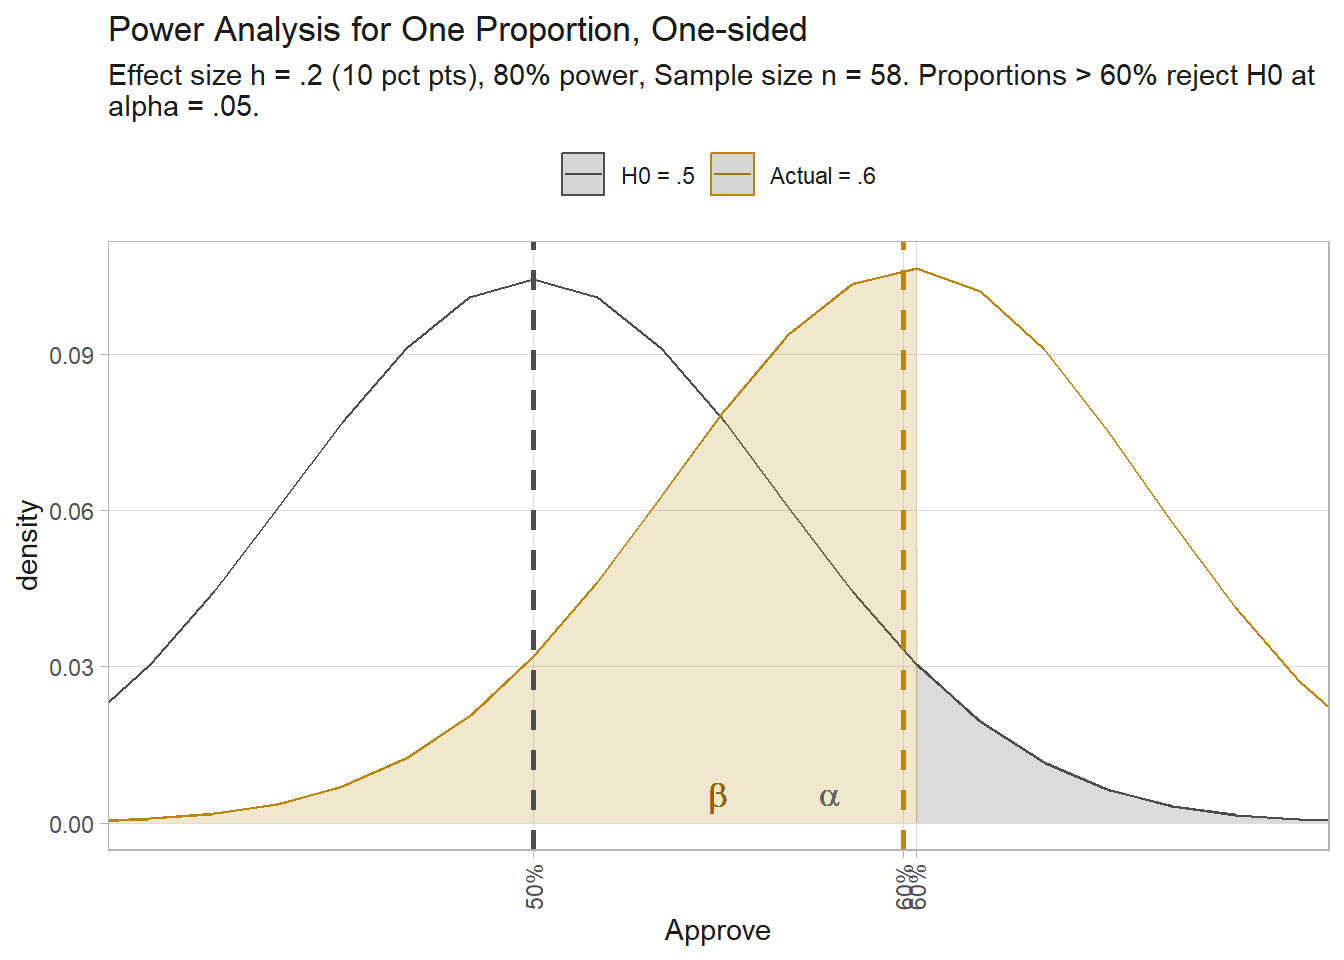 Power Analysis for One Proportion, One-sided
Effect size h = .2 (10 pct pts), 80% power, Sample size n = 58. Proportions > 60% reject H0 at
alpha = .05.
H0 = .5
Actual = .6
density
0.09
0.06
0.03
0.00
β
α
50%
60%
60%
Approve